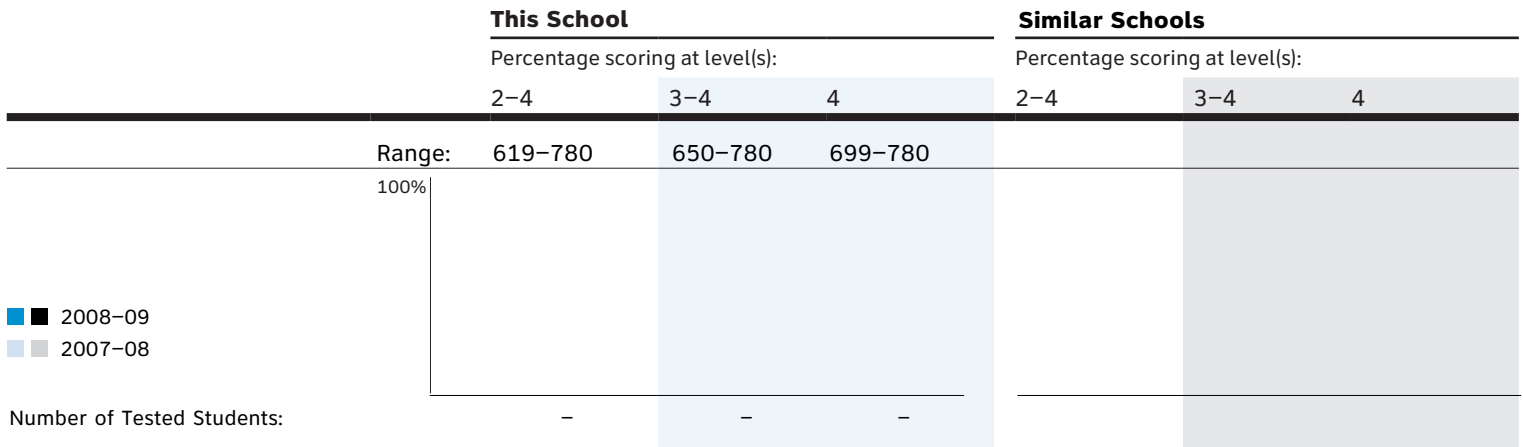 This School Similar Schools
Percentage scoring at level(s): Percentage scoring at level(s):
2–4 3–4 4 2–4 3–4 4
Range: 619–780 650–780 699–780
100%
2008–09
2007–08
Number of Tested Students: – – –